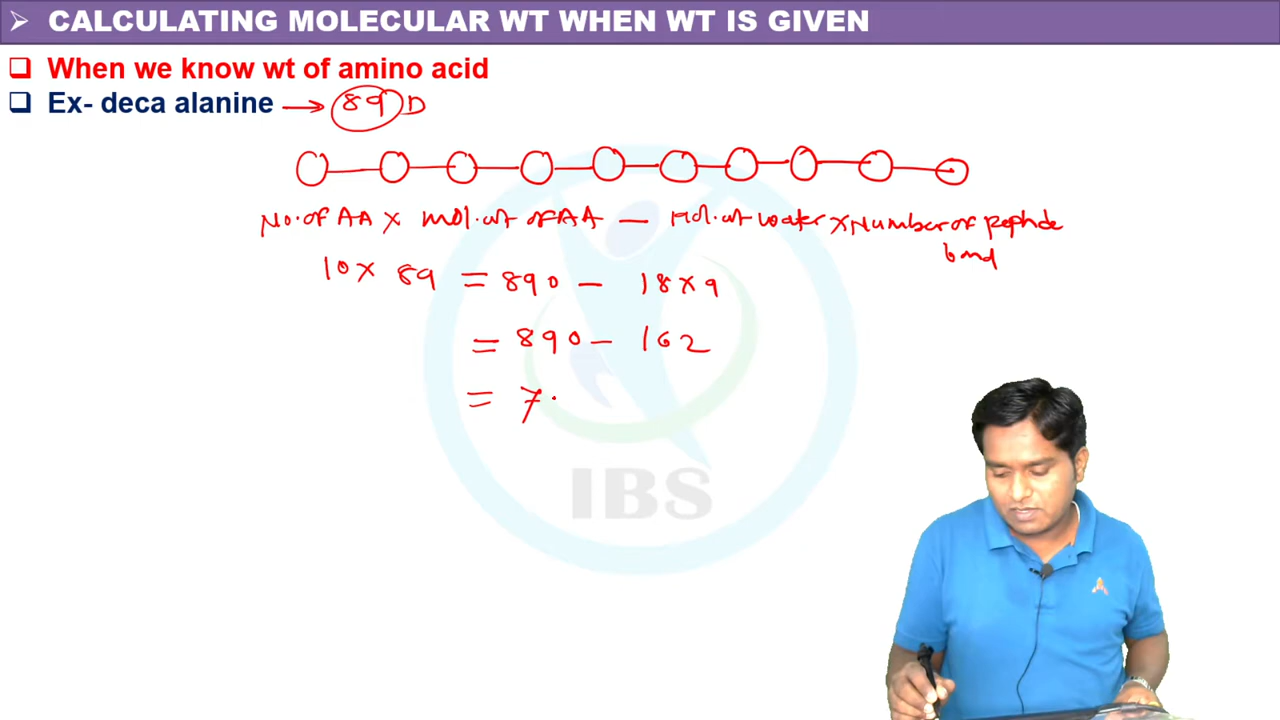 ➢ CALCULATING MOLECULAR WT WHEN WT IS GIVEN
❑ When we know wt of amino acid
❑ Ex- deca alanine → 89 D
No. of AA x mol. wt of AA — Mol. wt water x Number of peptide
bond
10 x 89 = 890 - 18 x 9
= 890 - 162
= 7
IBS